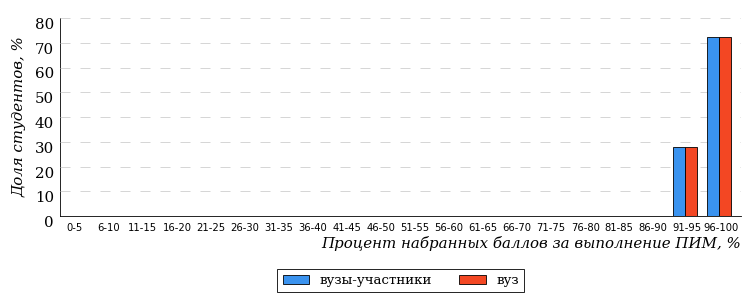 Доля студентов, %
80
70
60
50
40
30
20
10
0
0-5 6-10 11-15 16-20 21-25 26-30 31-35 36-40 41-45 46-50 51-55 56-60 61-65 66-70 71-75 76-80 81-85 86-90 91-95 96-100
Процент набранных баллов за выполнение ПИМ, %
вузы-участники вуз